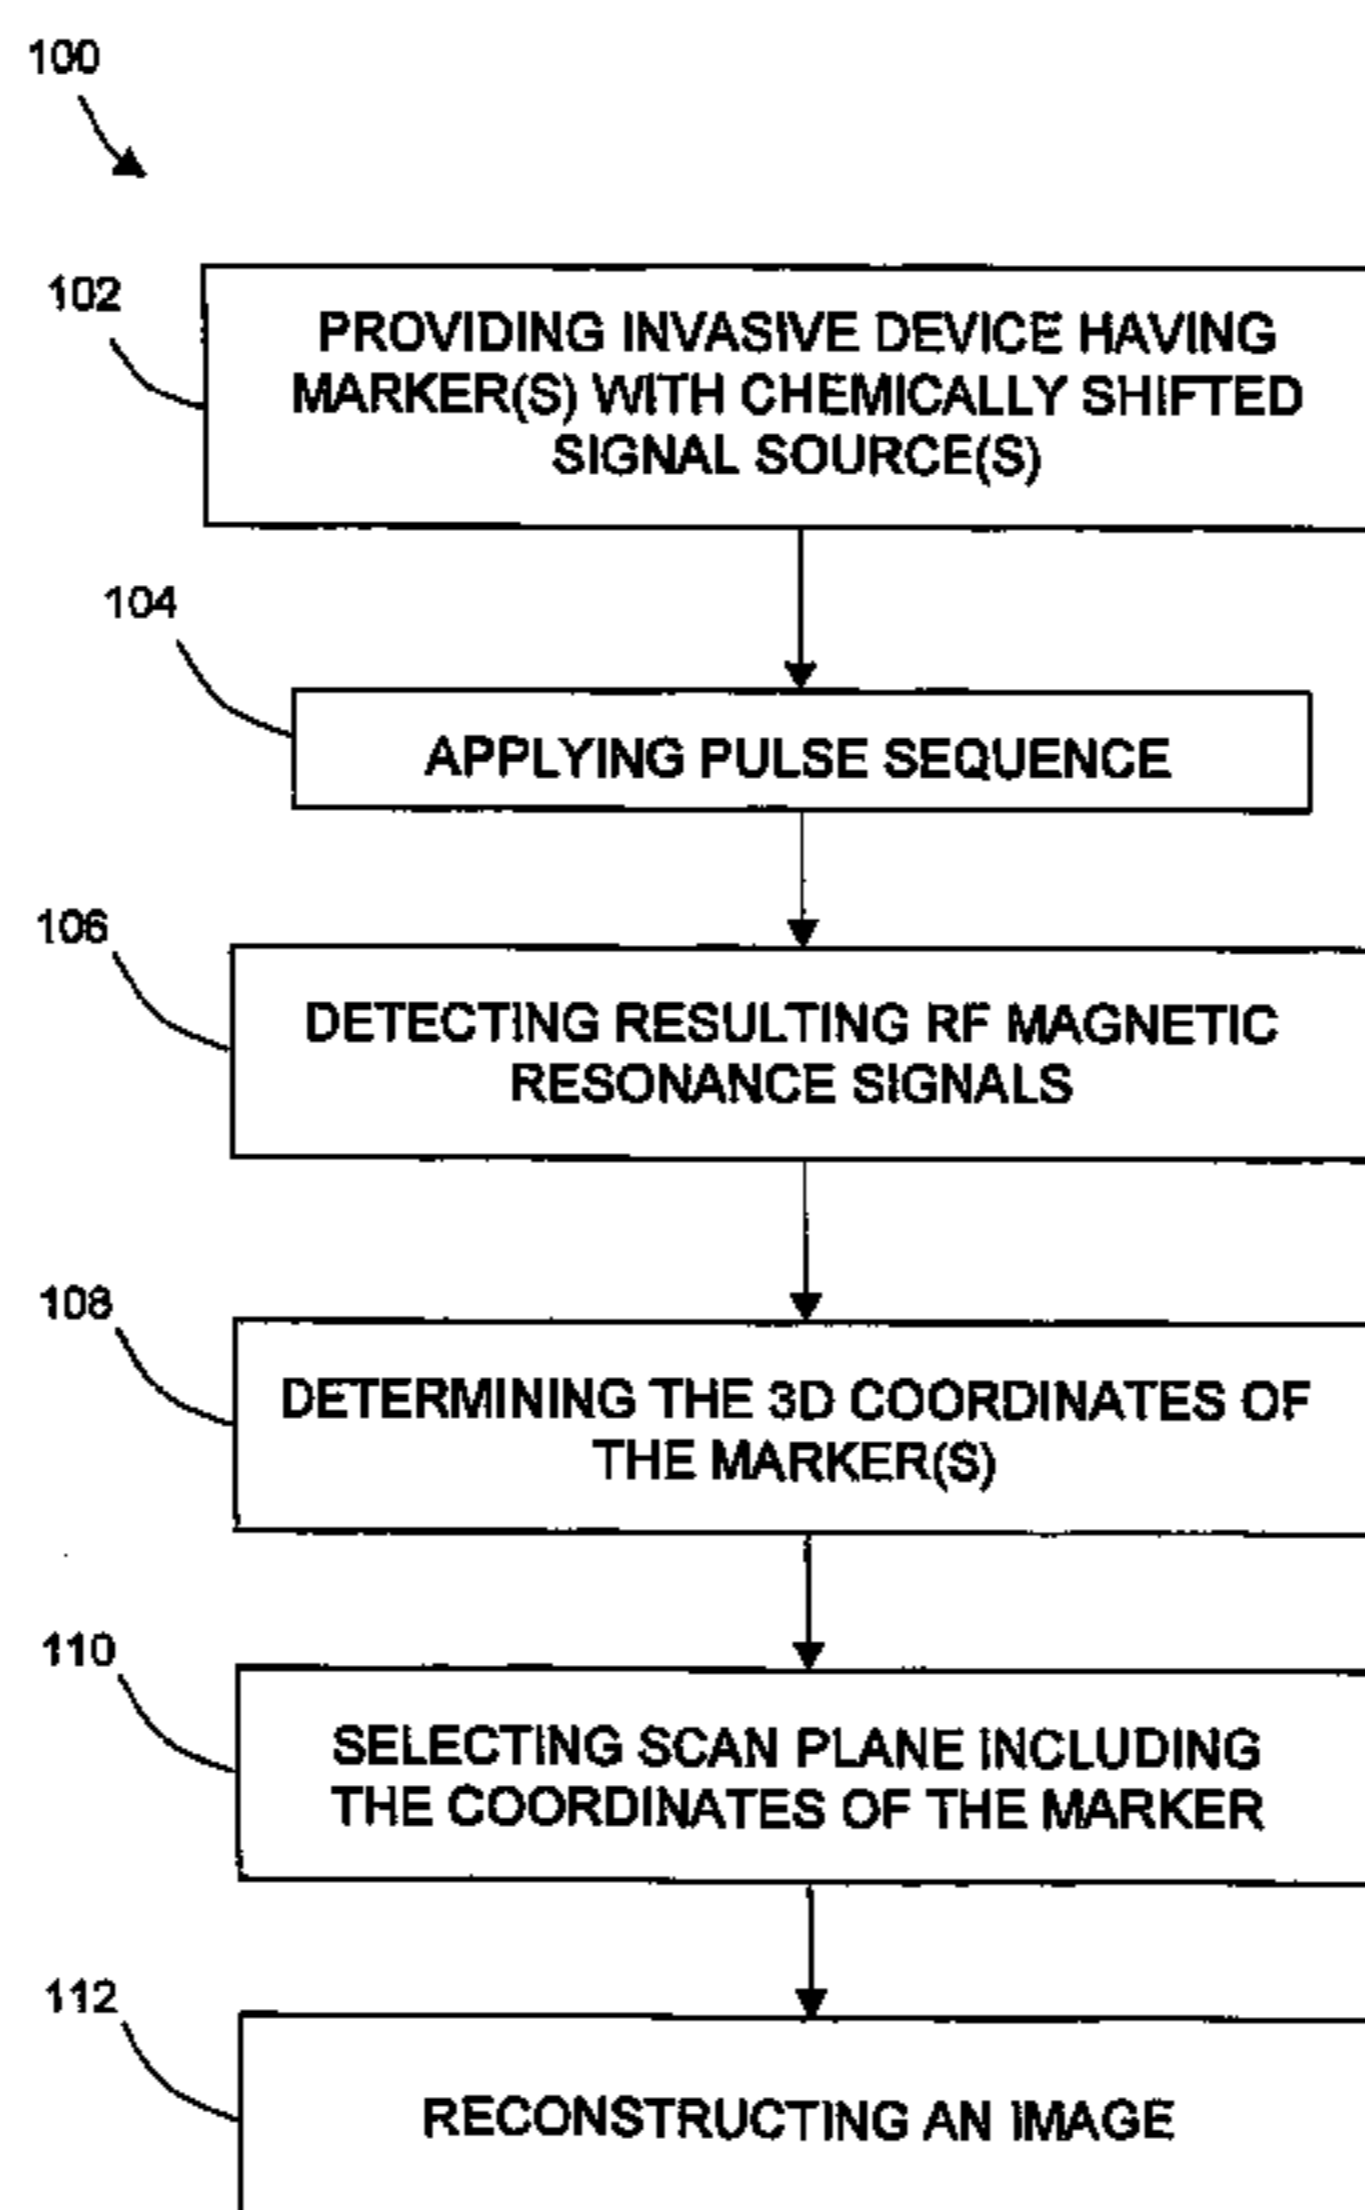 100
102
PROVIDING INVASIVE DEVICE HAVING
MARKER(S) WITH CHEMICALLY SHIFTED
SIGNAL SOURCE(S)
104
APPLYING PULSE SEQUENCE
106
DETECTING RESULTING RF MAGNETIC
RESONANCE SIGNALS
108
DETERMINING THE 3D COORDINATES OF
THE MARKER(S)
110
SELECTING SCAN PLANE INCLUDING
THE COORDINATES OF THE MARKER
112
RECONSTRUCTING AN IMAGE